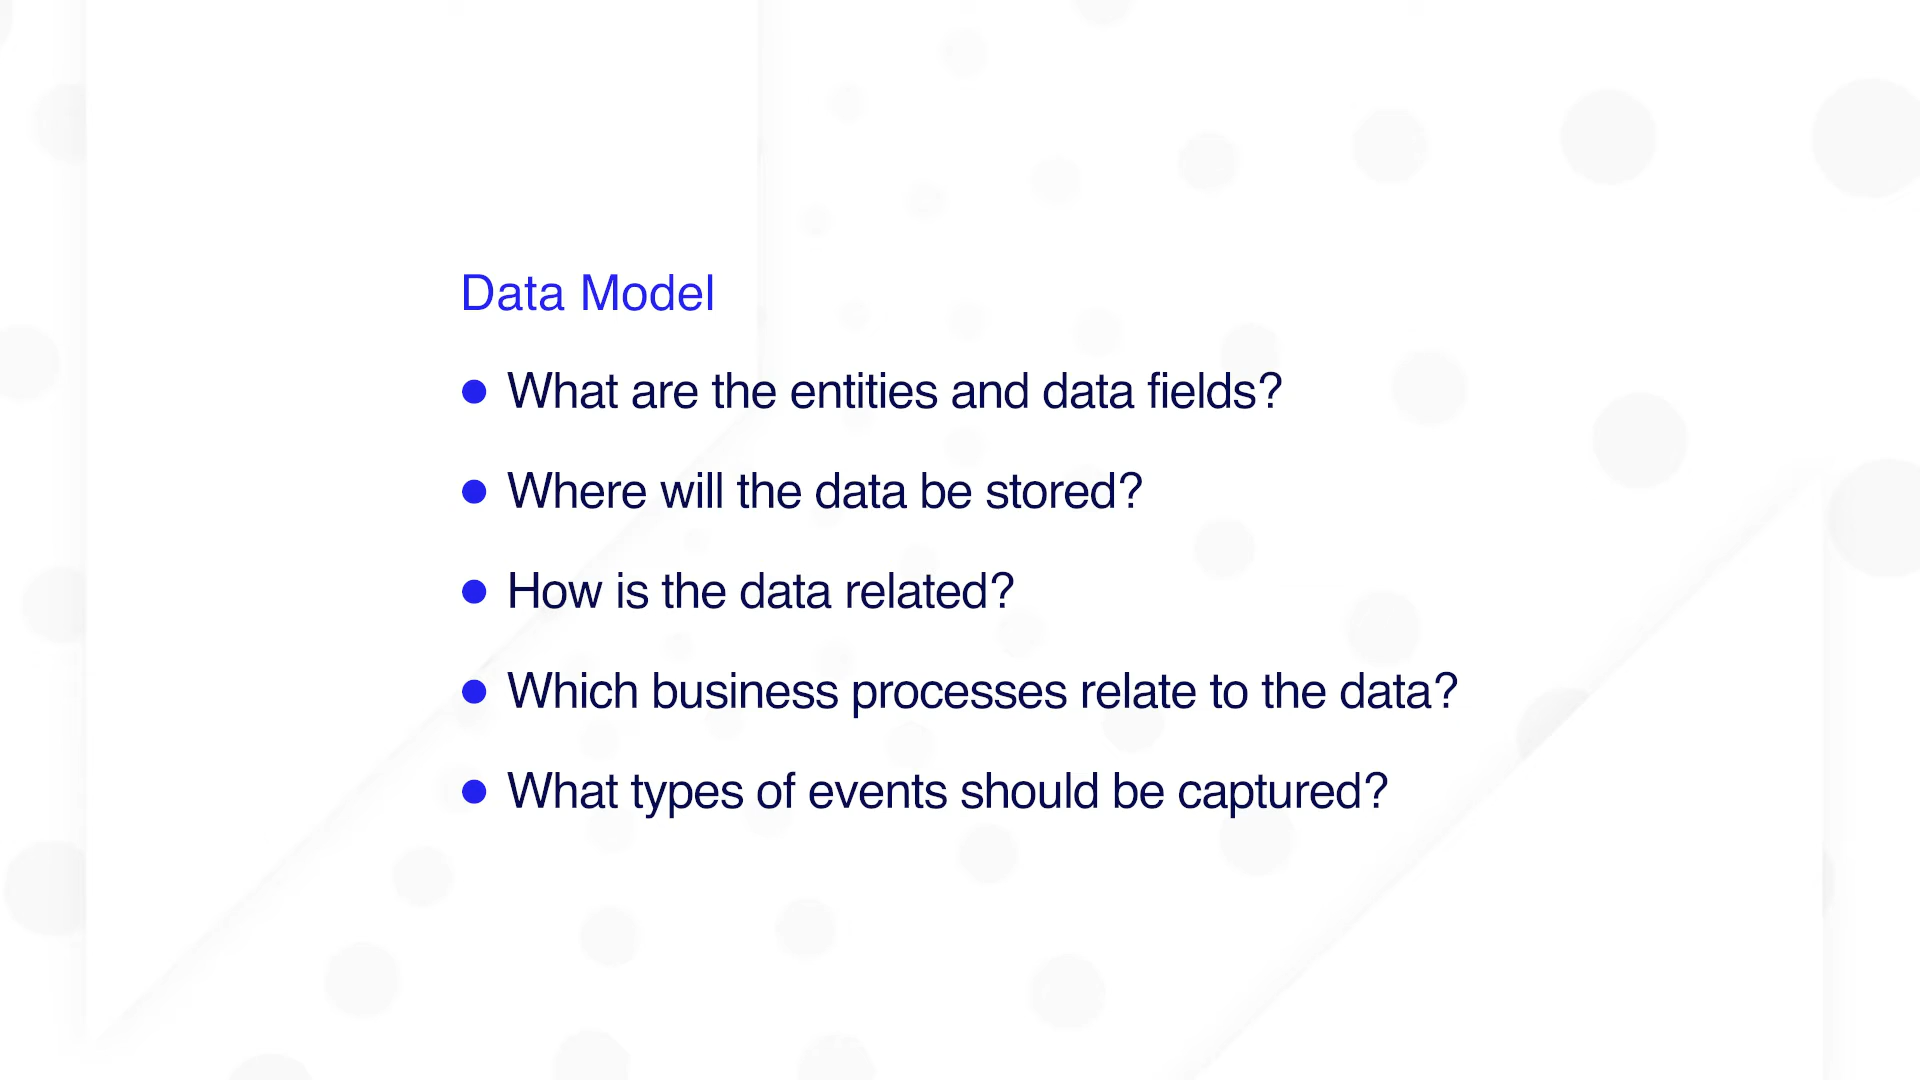 Data Model
● What are the entities and data fields?
● Where will the data be stored?
● How is the data related?
● Which business processes relate to the data?
● What types of events should be captured?